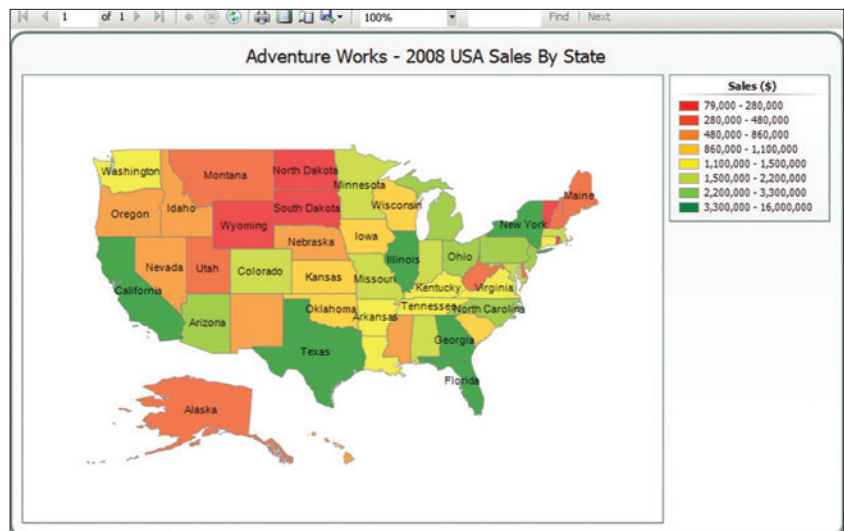 1 of 1 100% Find | Next
Adventure Works - 2008 USA Sales By State
Sales ($)
79,000 - 280,000
280,000 - 480,000
480,000 - 860,000
860,000 - 1,100,000
1,100,000 - 1,500,000
1,500,000 - 2,200,000
2,200,000 - 3,300,000
3,300,000 - 16,000,000
Washington
Montana
North Dakota
Minnesota
Maine
Oregon
Idaho
Wyoming
South Dakota
Wisconsin
New York
Nebraska
Iowa
Illinois
Ohio
Nevada
Utah
Colorado
Kansas
Missouri
Kentucky
Virginia
California
Arizona
Oklahoma
Arkansas
Tennessee
North Carolina
Texas
Georgia
Florida
Alaska